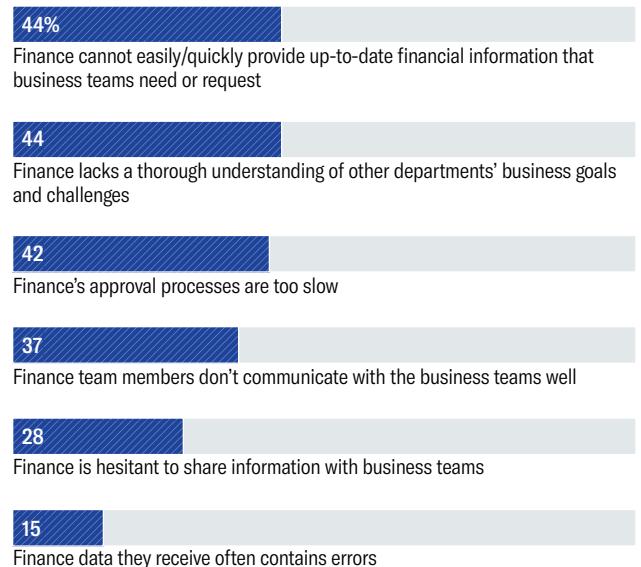 44%
Finance cannot easily/quickly provide up-to-date financial information that
business teams need or request
44
Finance lacks a thorough understanding of other departments’ business goals
and challenges
42
Finance’s approval processes are too slow
37
Finance team members don’t communicate with the business teams well
28
Finance is hesitant to share information with business teams
15
Finance data they receive often contains errors